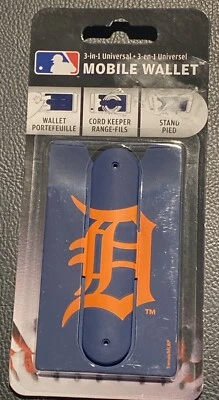 3-in-1 Universal • 3-en-1 Universel
MOBILE WALLET
WALLET
PORTEFEUILLE
CORD KEEPER
RANGE-FILS
STAND
PIED
D
TM